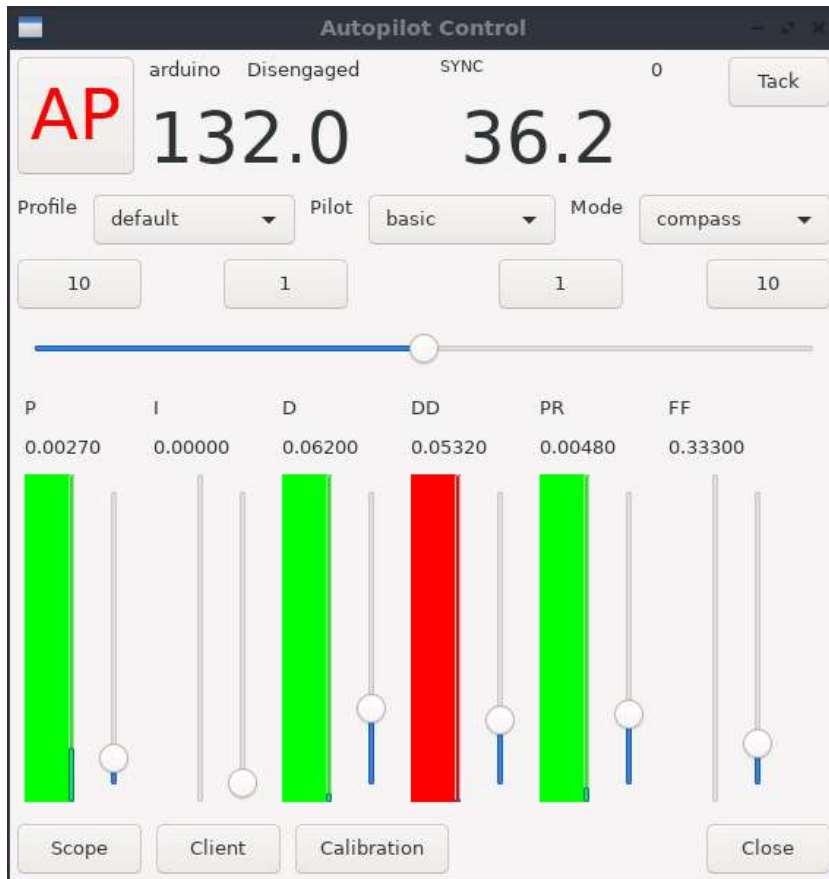 Autopilot Control
AP arduino Disengaged SYNC 0 Tack
132.0 36.2
Profile default Pilot basic Mode compass
10 1 1 10
P I D DD PR FF
0.00270 0.00000 0.06200 0.05320 0.00480 0.33300
Scope Client Calibration Close